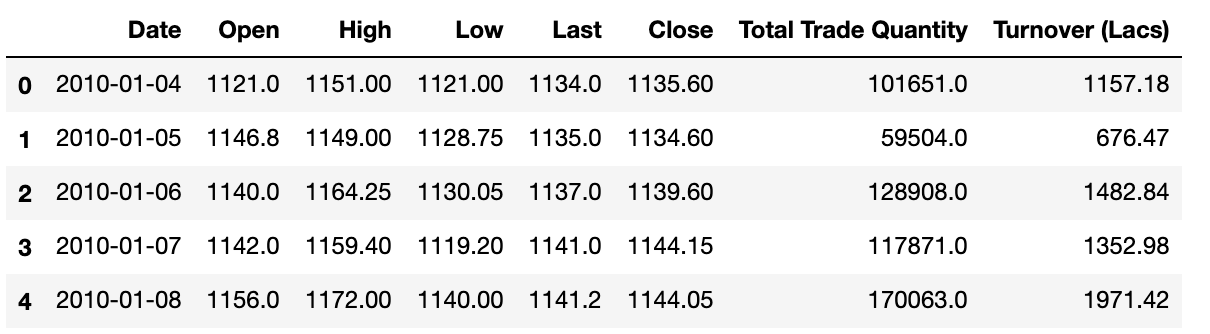 Date Open High Low Last Close Total Trade Quantity Turnover (Lacs)
0 2010-01-04 1121.0 1151.00 1121.00 1134.0 1135.60 101651.0 1157.18
1 2010-01-05 1146.8 1149.00 1128.75 1135.0 1134.60 59504.0 676.47
2 2010-01-06 1140.0 1164.25 1130.05 1137.0 1139.60 128908.0 1482.84
3 2010-01-07 1142.0 1159.40 1119.20 1141.0 1144.15 117871.0 1352.98
4 2010-01-08 1156.0 1172.00 1140.00 1141.2 1144.05 170063.0 1971.42